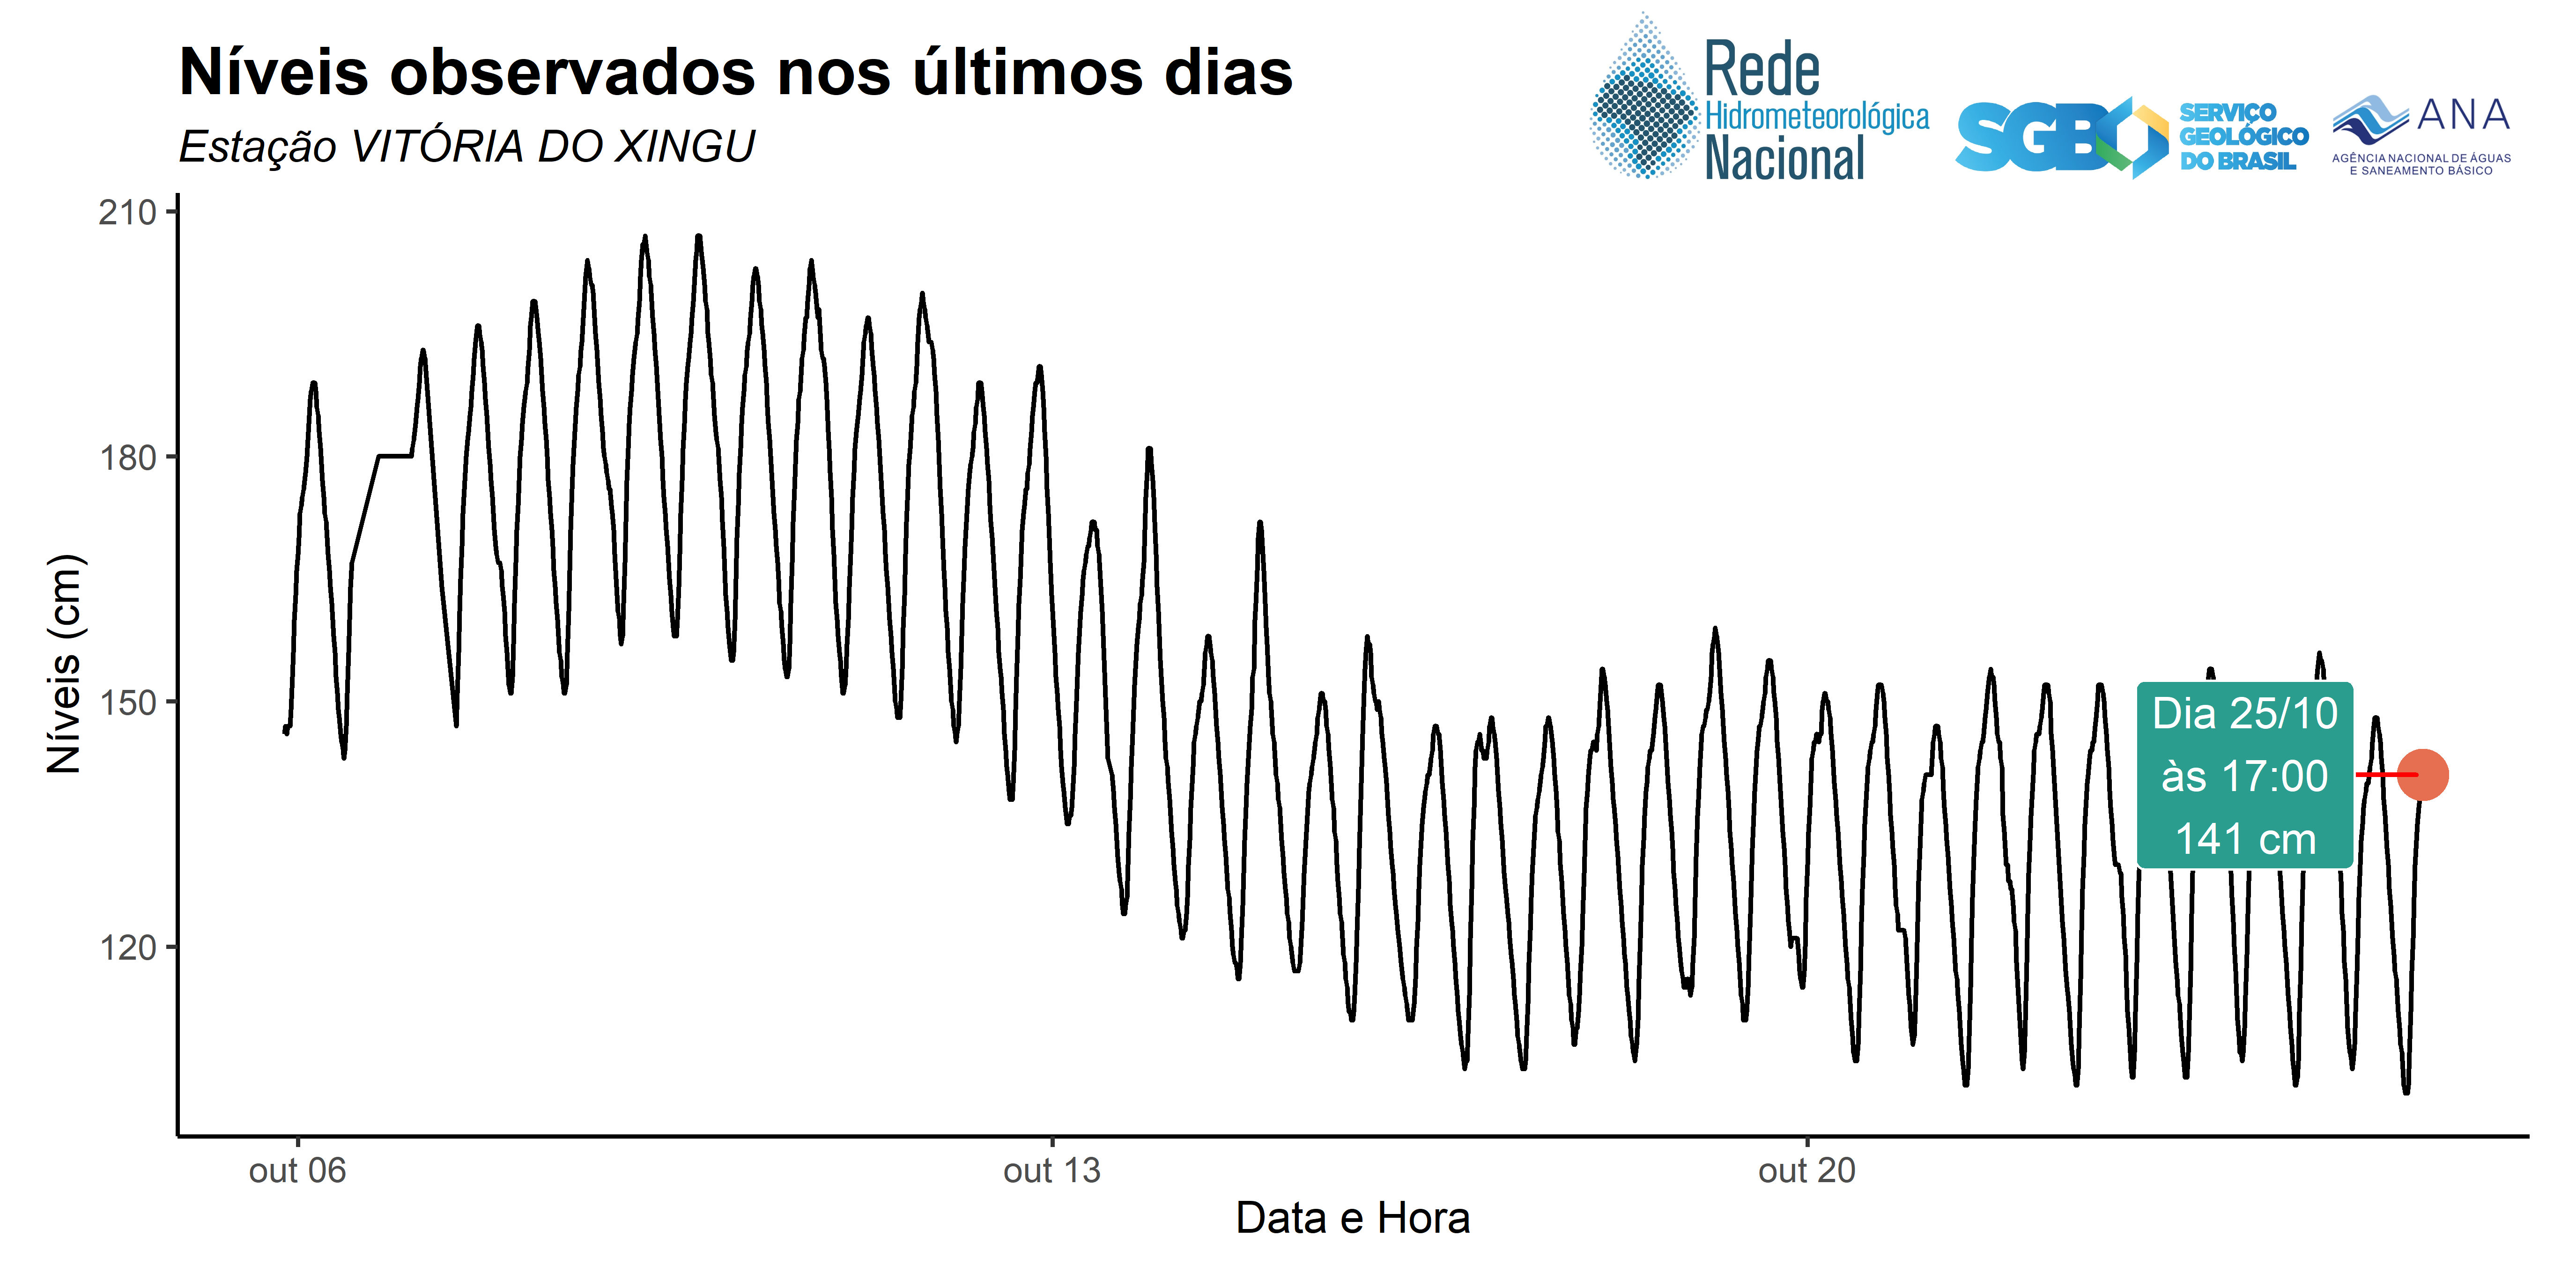 Níveis observados nos últimos dias
Estação VITÓRIA DO XINGU
Rede
Hidrometeorológica
Nacional
SGB
SERVIÇO
GEOLÓGICO
DO BRASIL
ANA
AGÊNCIA NACIONAL DE ÁGUAS
E SANEAMENTO BÁSICO
210
180
150
120
Níveis (cm)
Dia 25/10
às 17:00
141 cm
out 06
out 13
out 20
Data e Hora